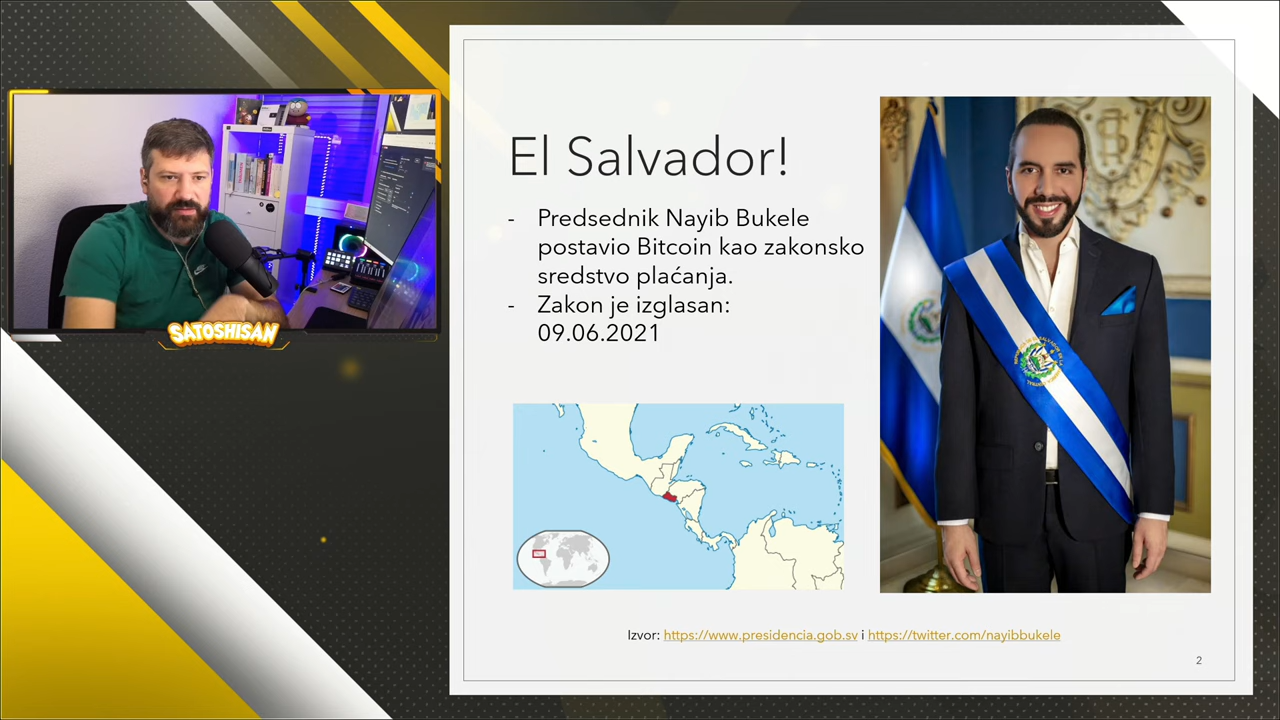 SATOSHISAN
El Salvador!
- Predsednik Nayib Bukele
postavio Bitcoin kao zakonsko
sredstvo plaćanja.
- Zakon je izglasan:
09.06.2021
Izvor: https://www.presidencia.gob.sv i https://twitter.com/nayibbukele
2